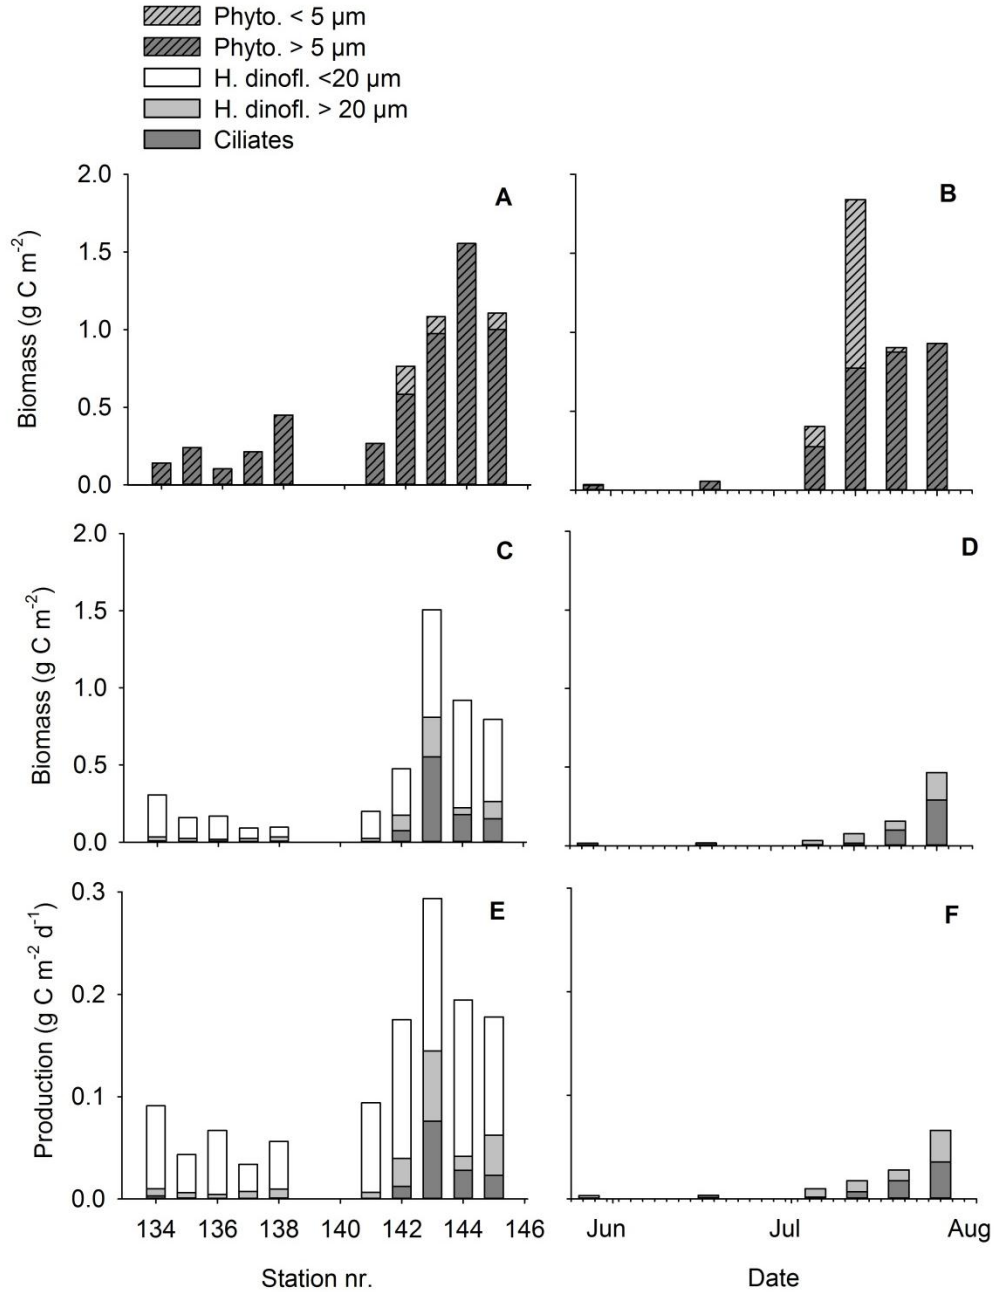 Phyto. < 5 µm
Phyto. > 5 µm
H. dinofl. <20 µm
H. dinofl. > 20 µm
Ciliates
2.0
1.5
1.0
0.5
0.0
Biomass (g C m⁻²)
A
B
2.0
1.5
1.0
0.5
0.0
Biomass (g C m⁻²)
C
D
0.3
0.2
0.1
0.0
Production (g C m⁻² d⁻¹)
E
F
134 136 138 140 142 144 146
Jun Jul Aug
Station nr.
Date